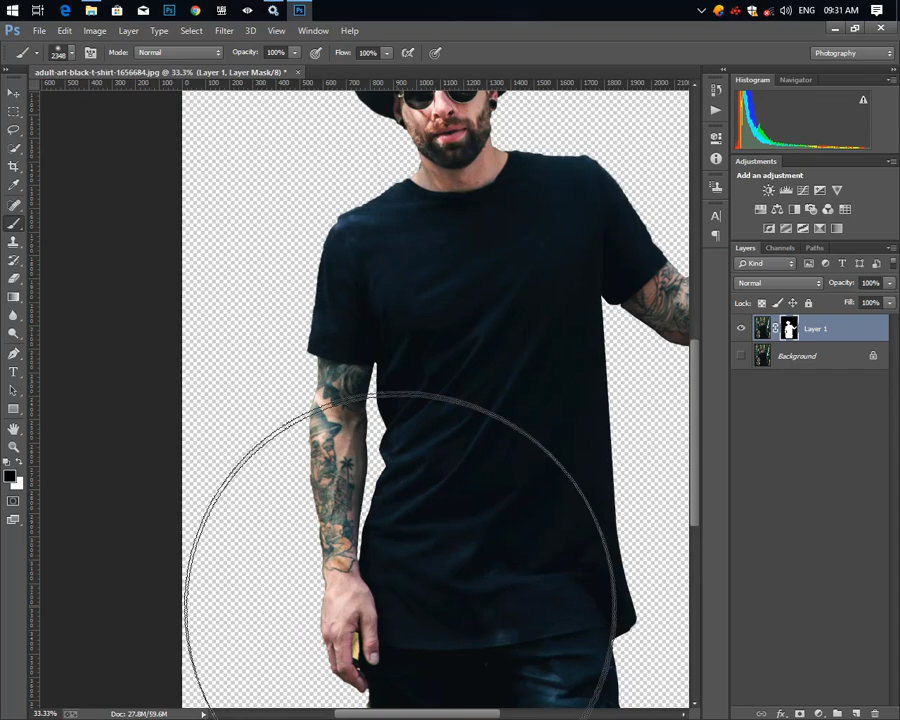 ENG 09:31 AM
Ps File Edit Image Layer Type Select Filter 3D View Window Help
2348 Mode: Normal Opacity: 100% Flow: 100% Photography
adult-art-black-t-shirt-1656684.jpg @ 33.3% (Layer 1, Layer Mask/8) * ×
Histogram Navigator
Adjustments
Add an adjustment
Layers Channels Paths
Kind
Normal Opacity: 100%
Lock: Fill: 100%
Layer 1
Background
33.33% Doc: 27.8M/59.6M